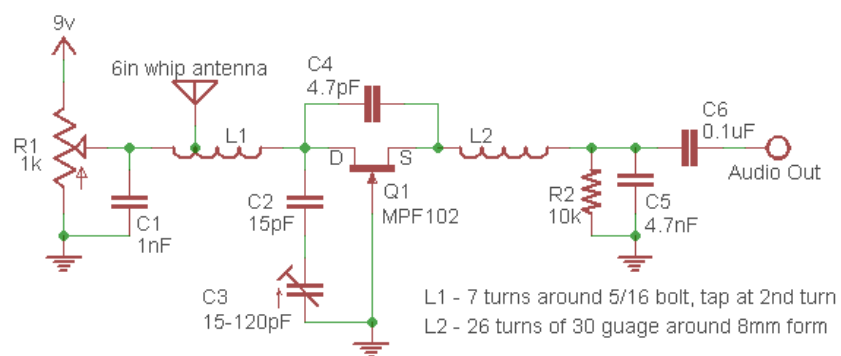 9v
6in whip antenna
C4
4.7pF
C6
0.1uF
R1
1k
L1
L2
D
S
Audio Out
Q1
MPF102
C1
1nF
C2
15pF
R2
10k
C5
4.7nF
C3
15-120pF
L1 - 7 turns around 5/16 bolt, tap at 2nd turn
L2 - 26 turns of 30 guage around 8mm form